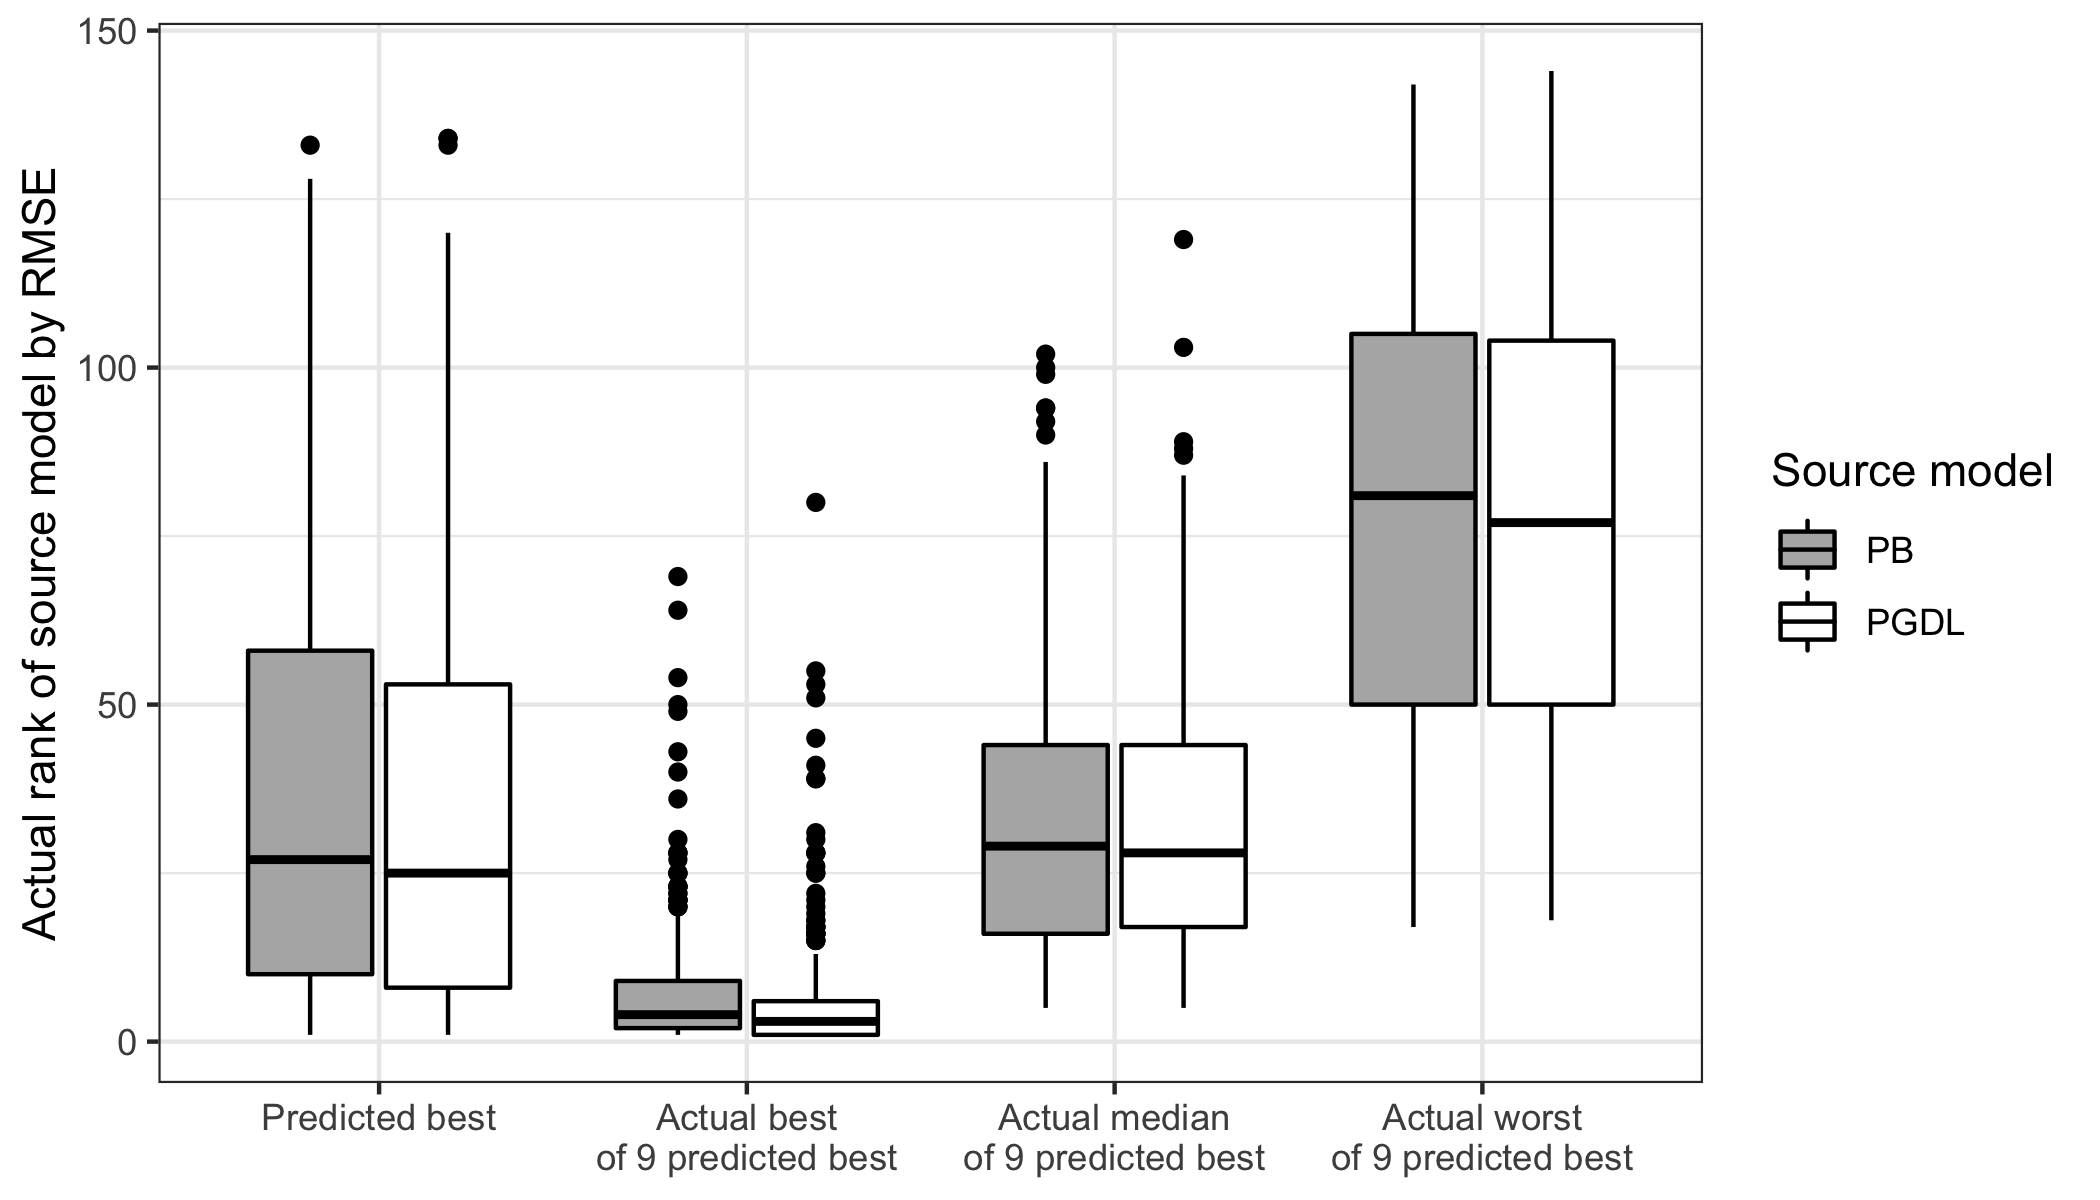 150
100
50
0
Actual rank of source model by RMSE
Predicted best
Actual best
of 9 predicted best
Actual median
of 9 predicted best
Actual worst
of 9 predicted best
Source model
PB
PGDL